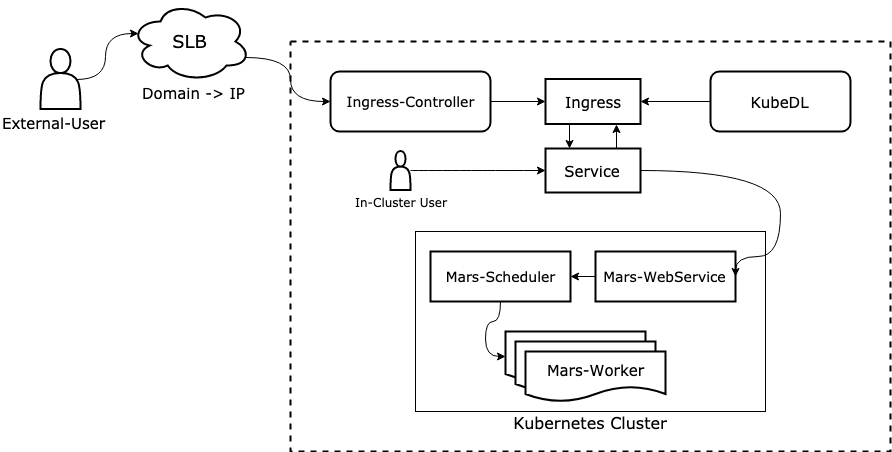 SLB
Domain -> IP
External-User
Ingress-Controller
Ingress
KubeDL
Service
In-Cluster User
Mars-Scheduler
Mars-WebService
Mars-Worker
Kubernetes Cluster